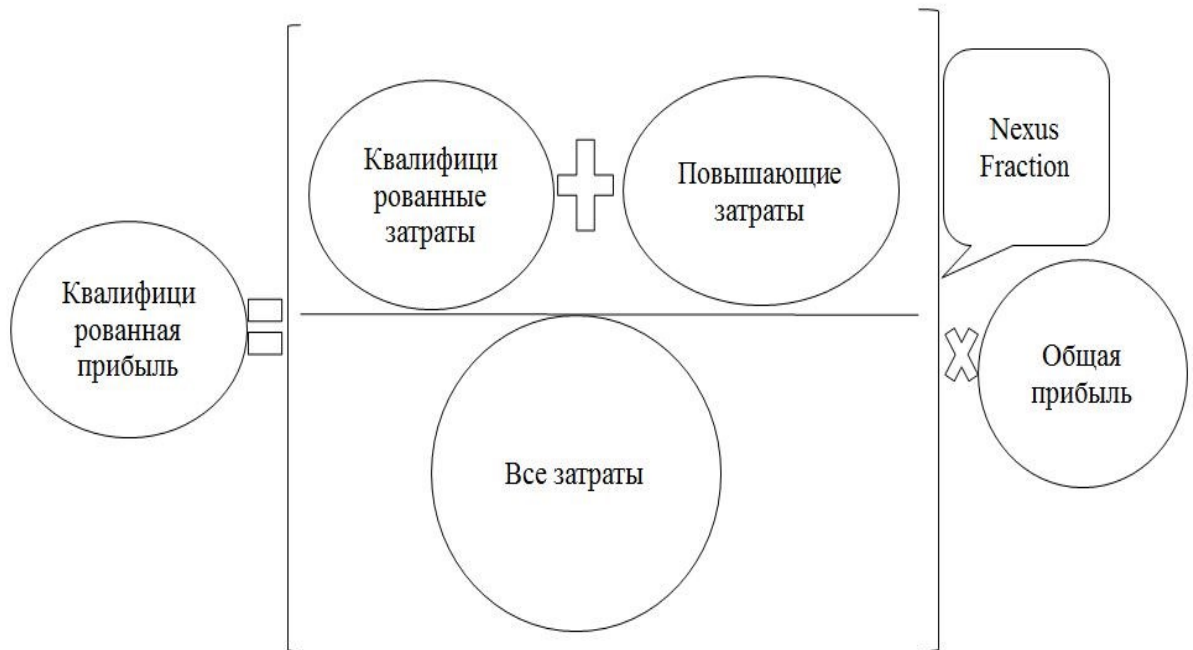 Квалифици
рованная
прибыль
Квалифици
рованные
затраты
Повышающие
затраты
Все затраты
Nexus
Fraction
Общая
прибыль